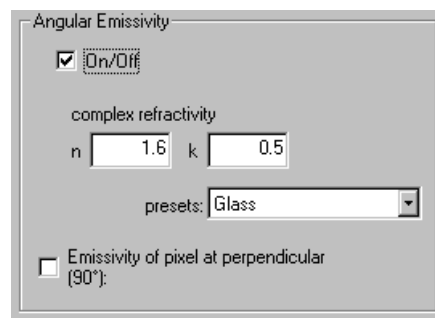 Angular Emissivity
On/Off
complex refractivity
n 1.6 k 0.5
presets: Glass
Emissivity of pixel at perpendicular
(90°):